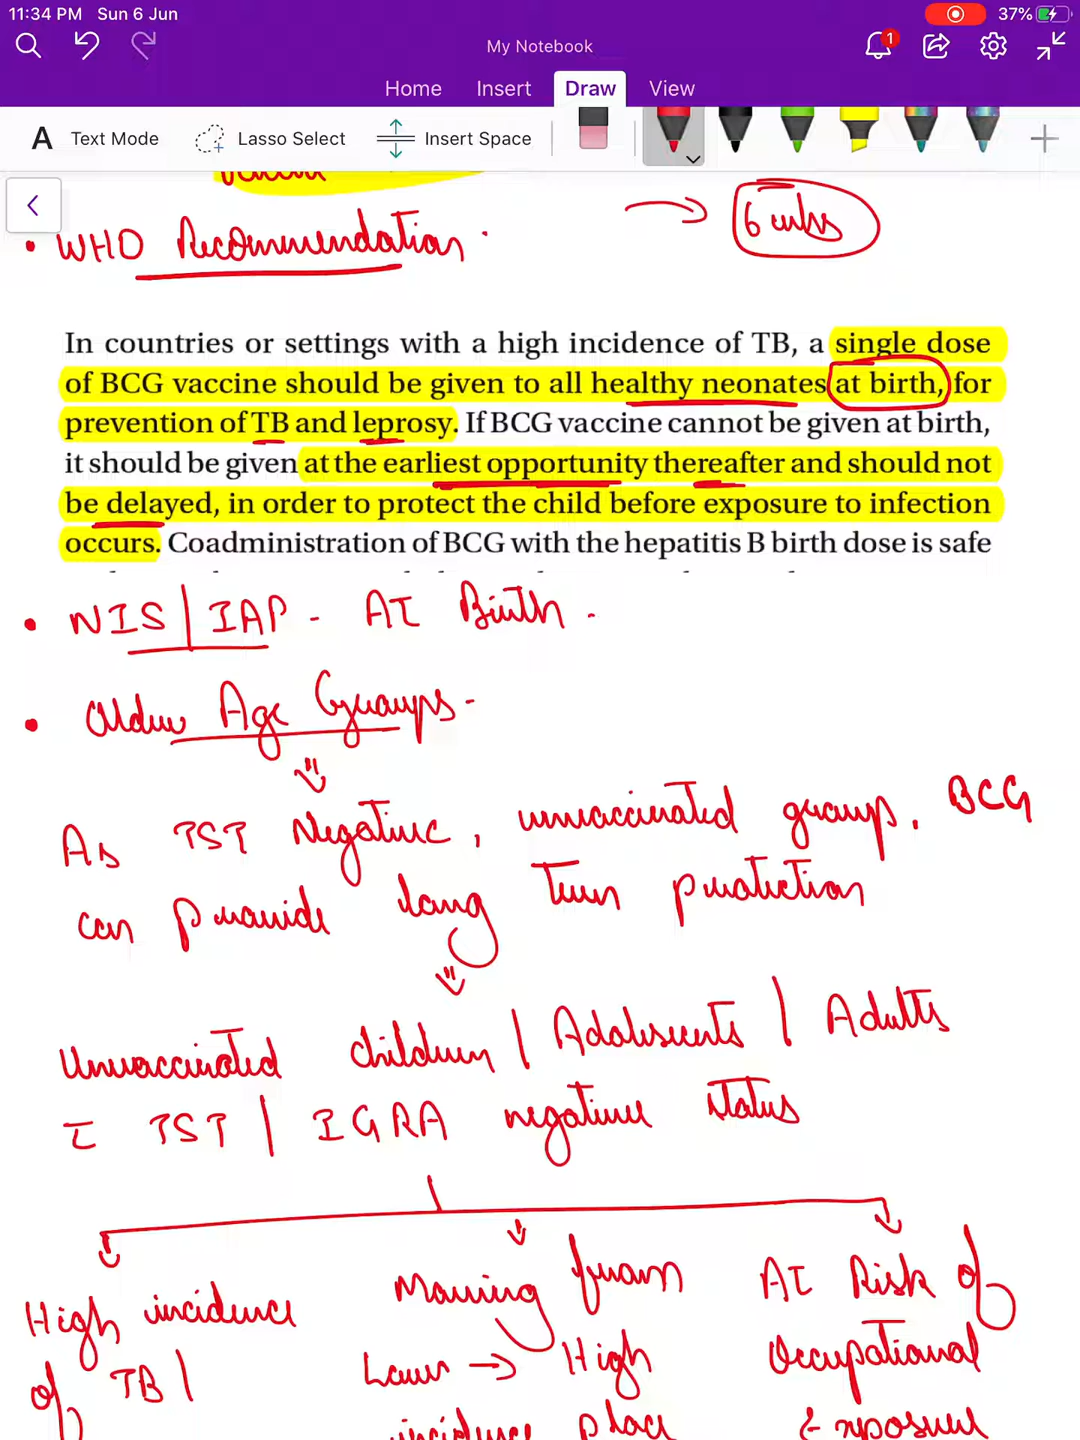 11:34 PM Sun 6 Jun
37%
My Notebook
1
Home Insert Draw View
A Text Mode Lasso Select Insert Space
→ 6 wks
• WHO Recommendation.
In countries or settings with a high incidence of TB, a single dose
of BCG vaccine should be given to all healthy neonates at birth, for
prevention of TB and leprosy. If BCG vaccine cannot be given at birth,
it should be given at the earliest opportunity thereafter and should not
be delayed, in order to protect the child before exposure to infection
occurs. Coadministration of BCG with the hepatitis B birth dose is safe
• NIS | IAP - AT Birth.
• Older Age Groups-
As TST Negative, unvaccinated group, BCG
can provide long term protection
Unvaccinated children | Adolescents | Adults
TST | IGRA negative status
High incidence
of TB |
Moving from
Low → High
incidence place
AT Risk of
Occupational
Exposure